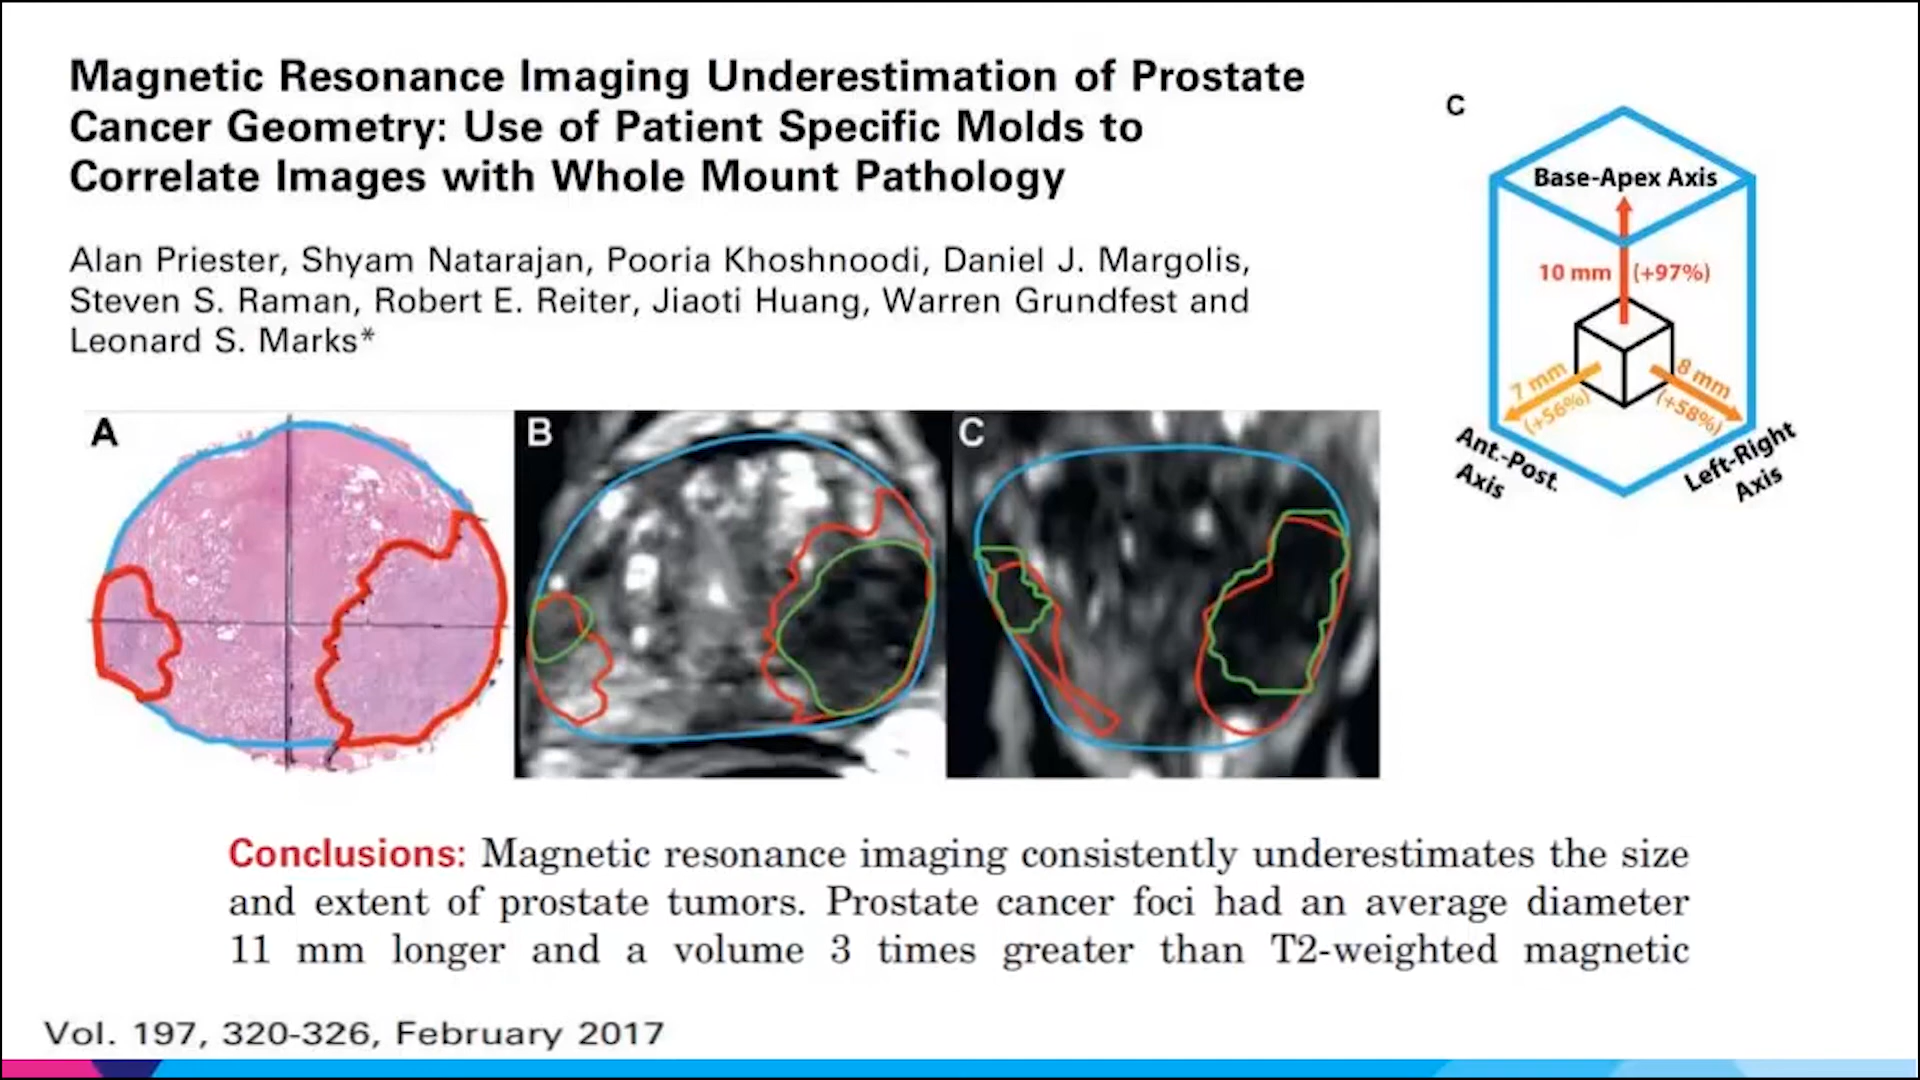 Magnetic Resonance Imaging Underestimation of Prostate
Cancer Geometry: Use of Patient Specific Molds to
Correlate Images with Whole Mount Pathology
Alan Priester, Shyam Natarajan, Pooria Khoshnoodi, Daniel J. Margolis,
Steven S. Raman, Robert E. Reiter, Jiaoti Huang, Warren Grundfest and
Leonard S. Marks*
C
Base-Apex Axis
10 mm (+97%)
7 mm
(+56%)
8 mm
(+58%)
Ant.-Post.
Axis
Left-Right
Axis
A
B
C
Conclusions: Magnetic resonance imaging consistently underestimates the size
and extent of prostate tumors. Prostate cancer foci had an average diameter
11 mm longer and a volume 3 times greater than T2-weighted magnetic
Vol. 197, 320-326, February 2017